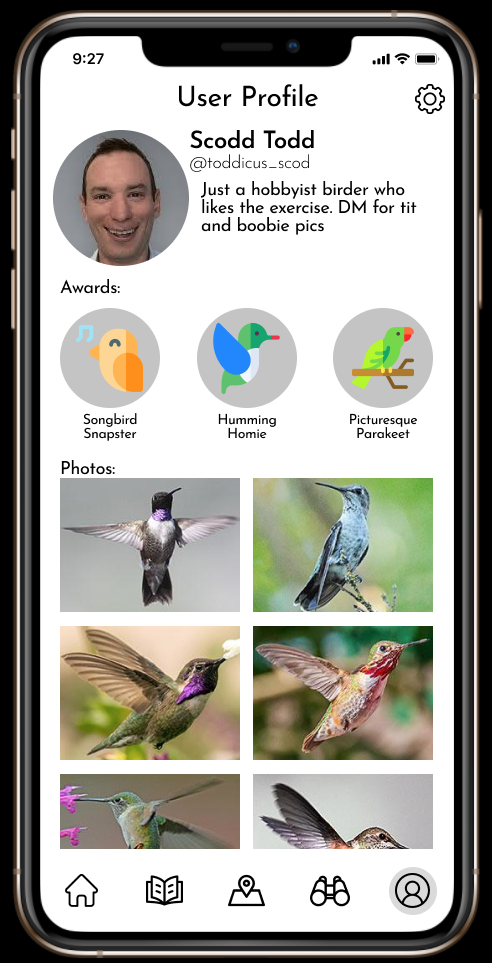 9:27
User Profile
Scodd Todd
@toddicus_scod
Just a hobbyist birder who
likes the exercise. DM for tit
and boobie pics
Awards:
Songbird
Snapster
Humming
Homie
Picturesque
Parakeet
Photos: